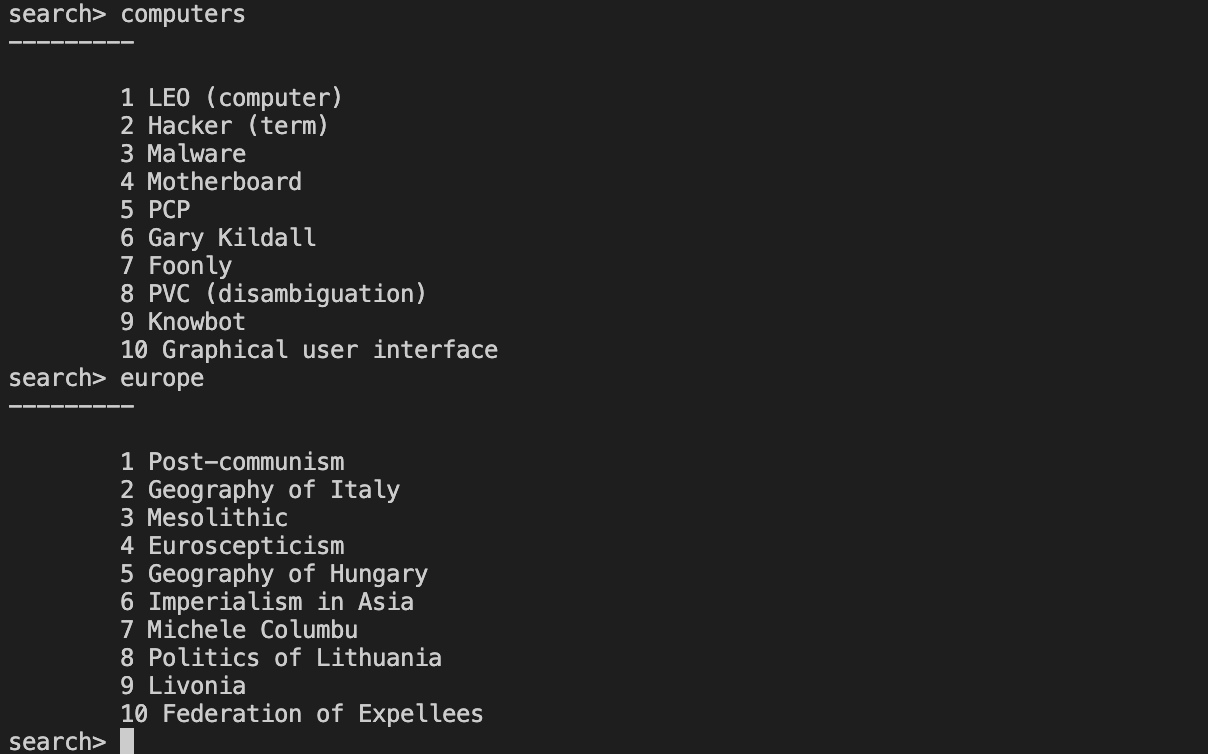 search> computers
---------
1 LEO (computer)
2 Hacker (term)
3 Malware
4 Motherboard
5 PCP
6 Gary Kildall
7 Foonly
8 PVC (disambiguation)
9 Knowbot
10 Graphical user interface
search> europe
---------
1 Post-communism
2 Geography of Italy
3 Mesolithic
4 Euroscepticism
5 Geography of Hungary
6 Imperialism in Asia
7 Michele Columbu
8 Politics of Lithuania
9 Livonia
10 Federation of Expellees
search>